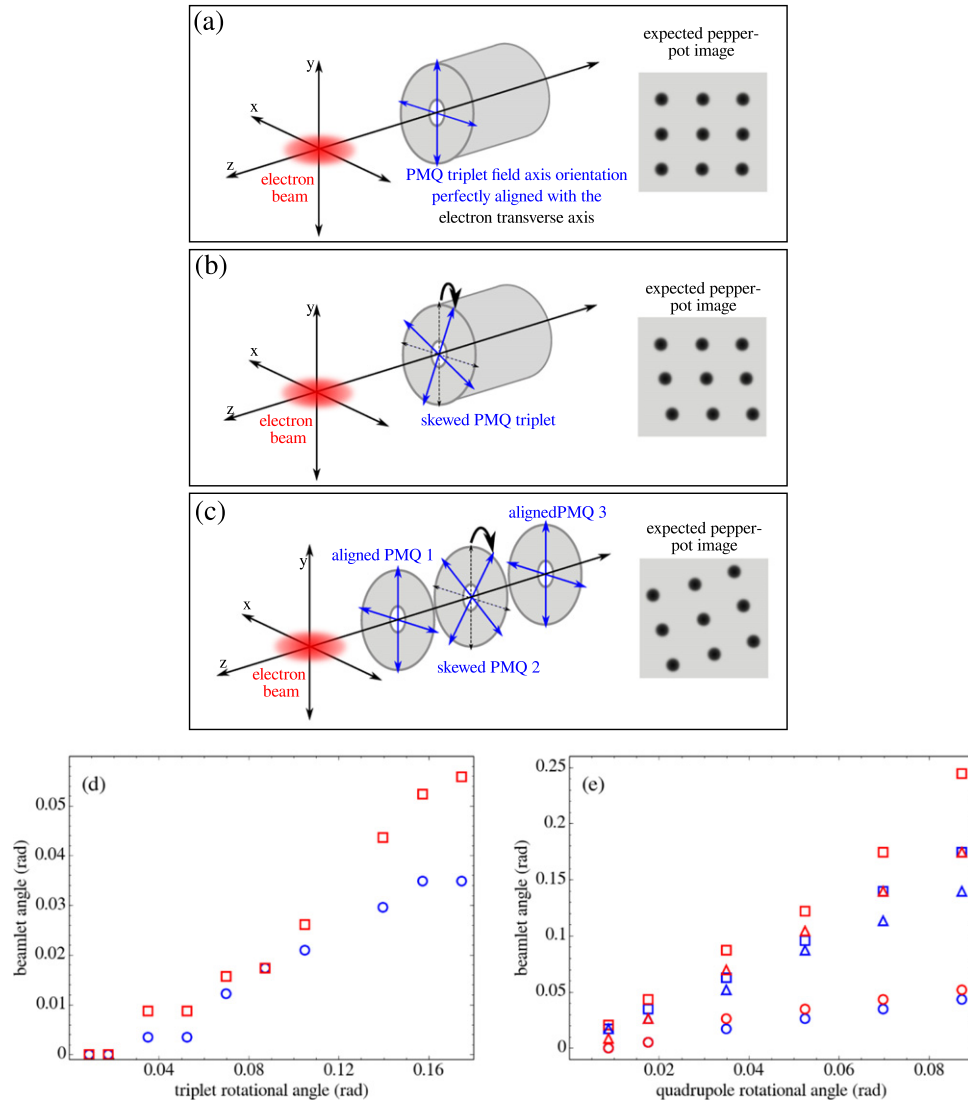 (a)
expected pepper-
pot image
y
x
z
electron
beam
PMQ triplet field axis orientation
perfectly aligned with the
electron transverse axis
(b)
expected pepper-
pot image
y
x
z
electron
beam
skewed PMQ triplet
(c)
alignedPMQ 3
expected pepper-
pot image
aligned PMQ 1
y
x
z
electron
beam
skewed PMQ 2
(d)
0.05
0.04
0.03
0.02
0.01
0
beamlet angle (rad)
0.04
0.08
0.12
0.16
triplet rotational angle (rad)
(e)
0.25
0.2
0.15
0.1
0.05
0
beamlet angle (rad)
0.02
0.04
0.06
0.08
quadrupole rotational angle (rad)